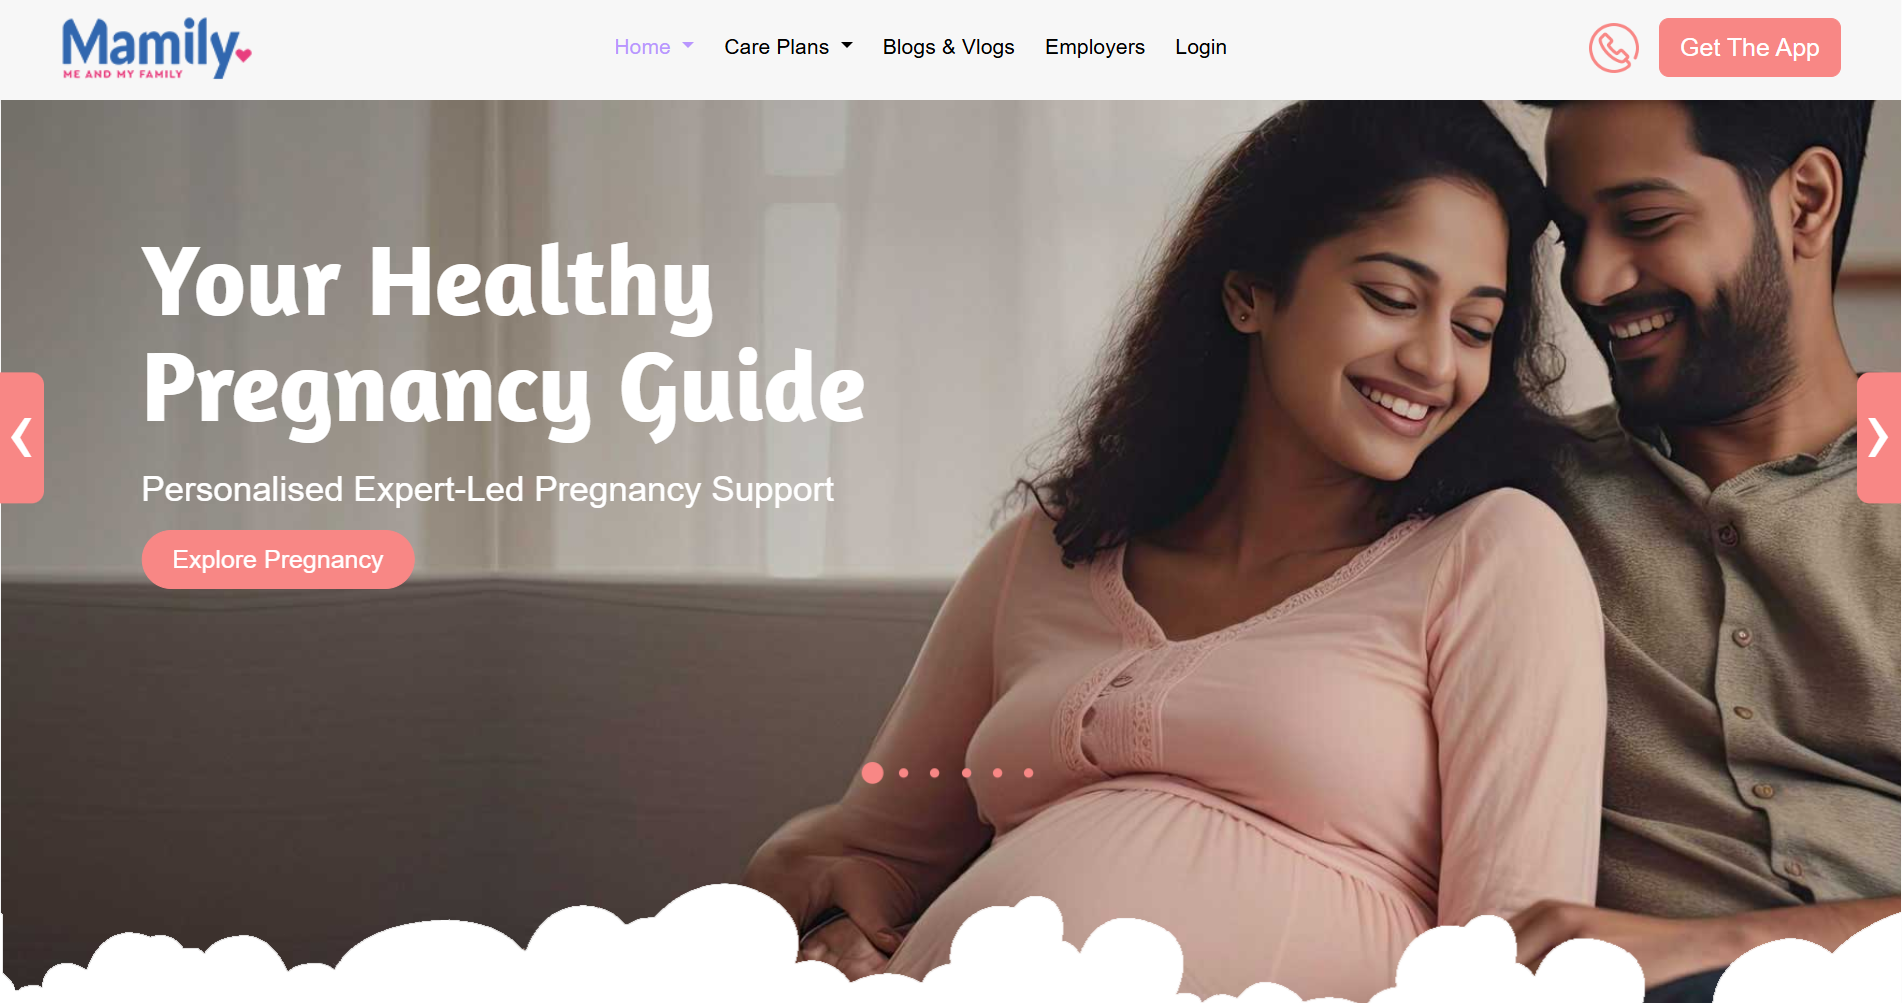 Mamily
ME AND MY FAMILY
Home
Care Plans
Blogs & Vlogs
Employers
Login
Get The App
Your Healthy
Pregnancy Guide
Personalised Expert-Led Pregnancy Support
Explore Pregnancy